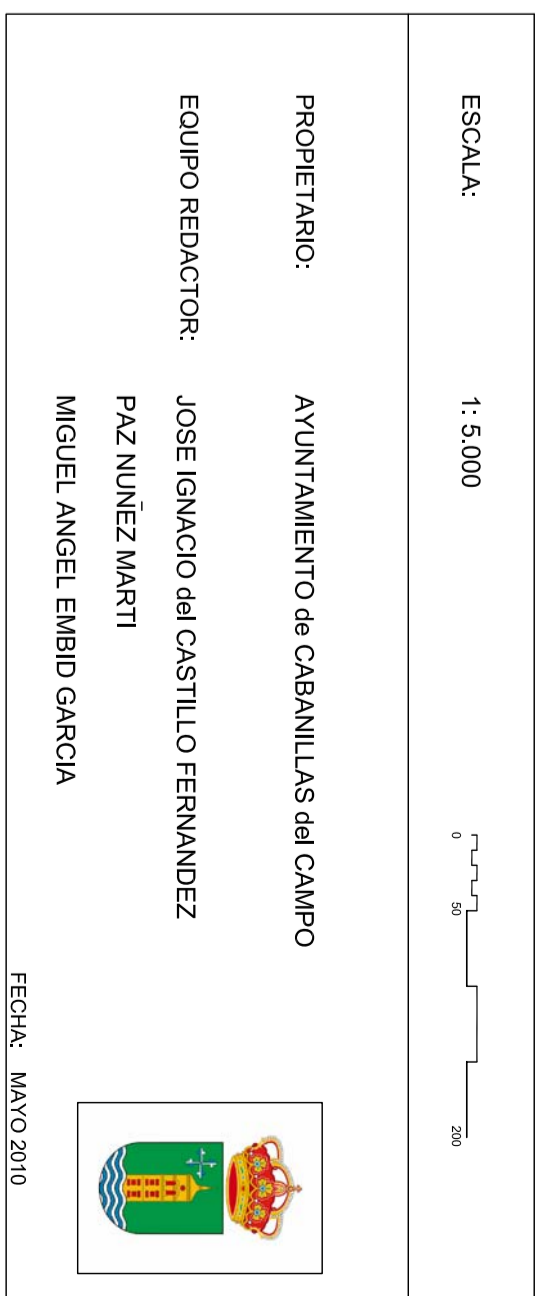 ESCALA: 1: 5.000
0 50 200
PROPIETARIO: AYUNTAMIENTO de CABANILLAS del CAMPO
EQUIPO REDACTOR: JOSE IGNACIO del CASTILLO FERNANDEZ
PAZ NUÑEZ MARTI
MIGUEL ANGEL EMBID GARCIA
FECHA: MAYO 2010